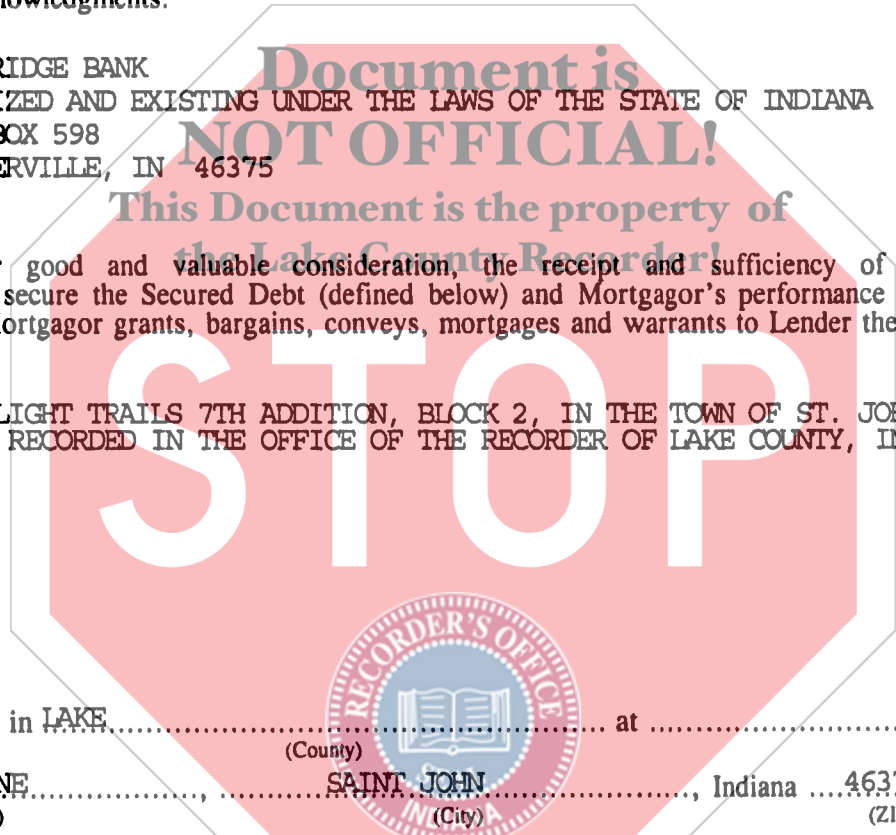 RIDGE BANK
Document is
IZED AND EXISTING UNDER THE LAWS OF THE STATE OF INDIANA
BOX 598
NOT OFFICIAL!
ERVILLE, IN 46375
This Document is the property of
the Lake County Recorder!
good and valuable consideration, the receipt and sufficiency of
secure the Secured Debt (defined below) and Mortgagor's performance
ortgagor grants, bargains, conveys, mortgages and warrants to Lender the
STOP
LIGHT TRAILS 7TH ADDITION, BLOCK 2, IN THE TOWN OF ST. JOH
RECORDED IN THE OFFICE OF THE RECORDER OF LAKE COUNTY, IN
RECORDER'S OFFICE
SEAL
INDIANA
in LAKE at
(County)
NE, SAINT JOHN, Indiana 4637
(City) (ZI